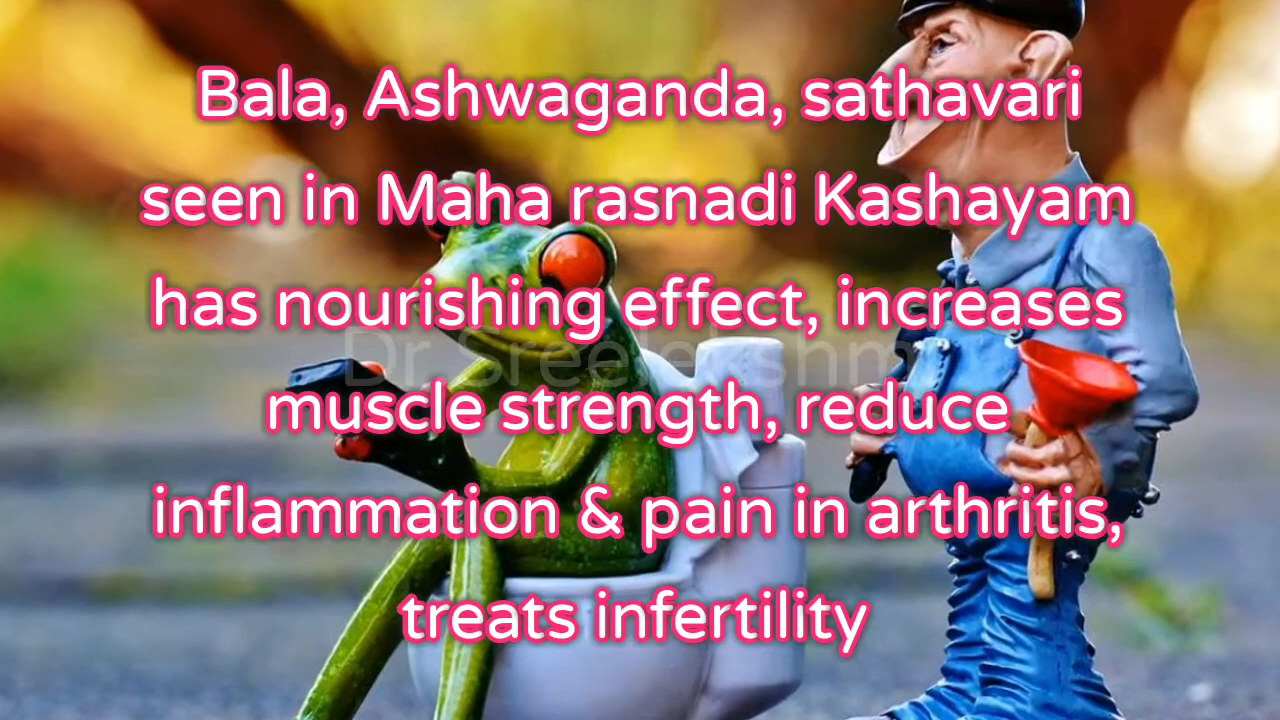 Bala, Ashwaganda, sathavari
seen in Maha rasnadi Kashayam
has nourishing effect, increases
muscle strength, reduce
inflammation & pain in arthritis,
treats infertility